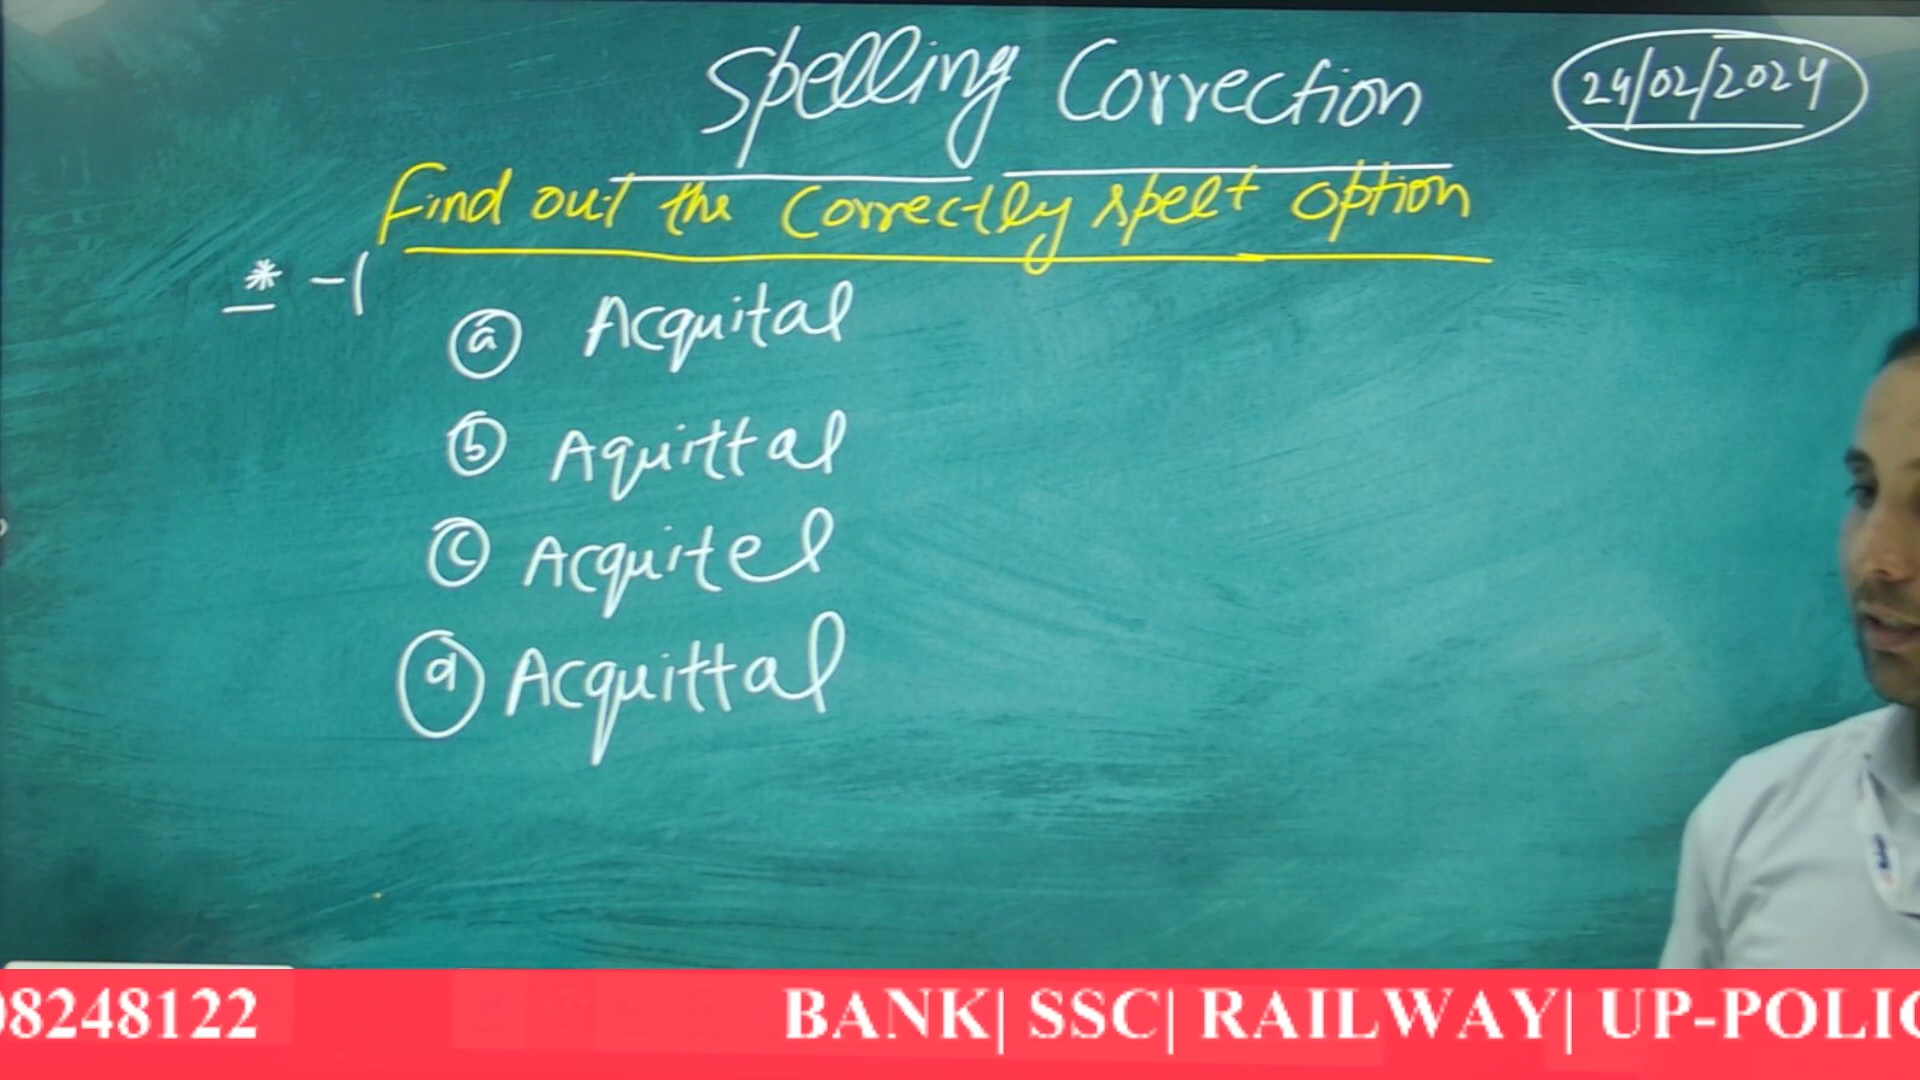 Spelling Correction
24/02/2024
Find out the Correctly spelt option
* -1
(a) Acquital
(b) Aquittal
(c) Acquitel
(d) Acquittal
08248122 BANK| SSC| RAILWAY| UP-POLIC